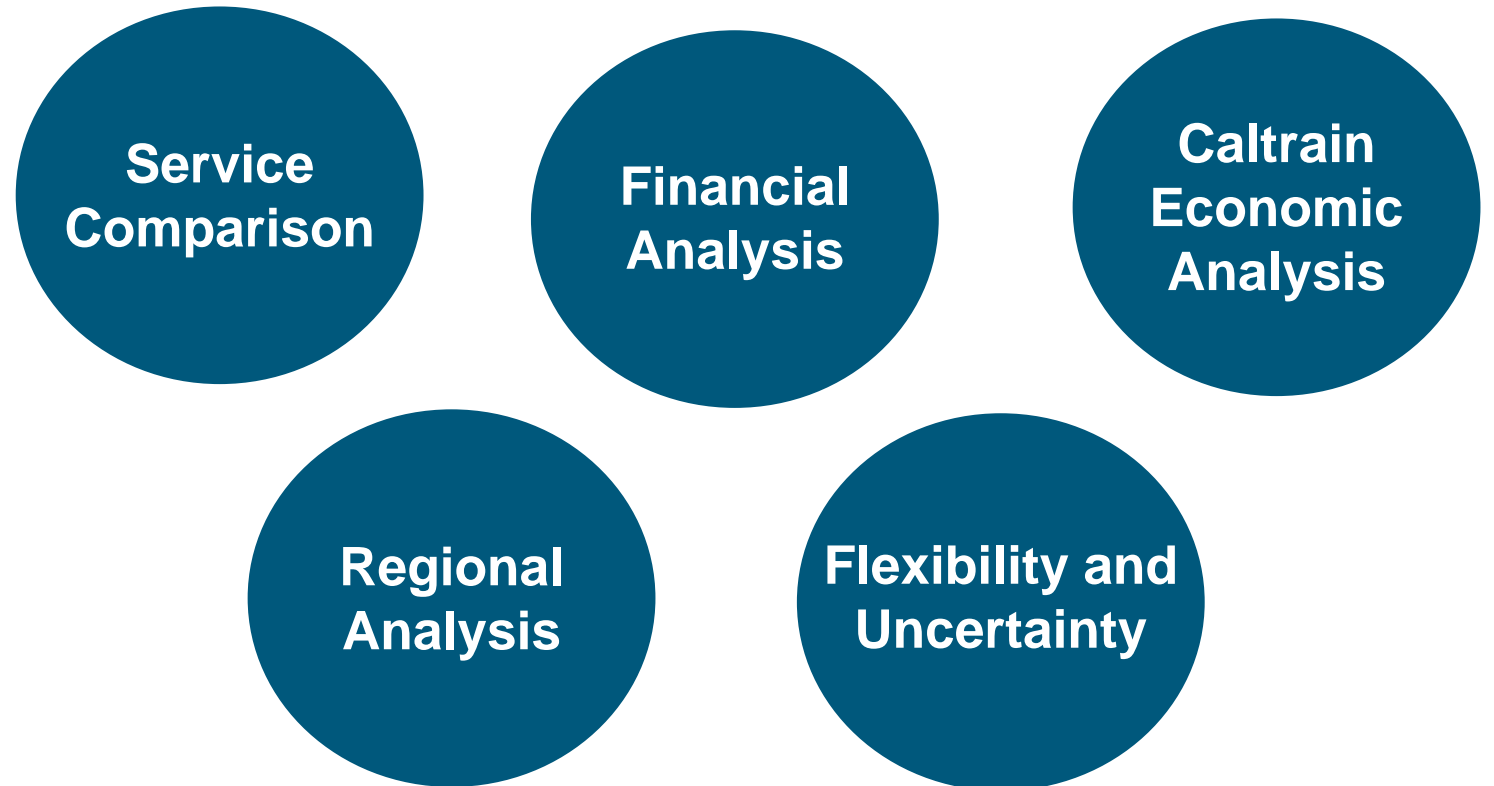 Service
Comparison
Financial
Analysis
Caltrain
Economic
Analysis
Regional
Analysis
Flexibility and
Uncertainty